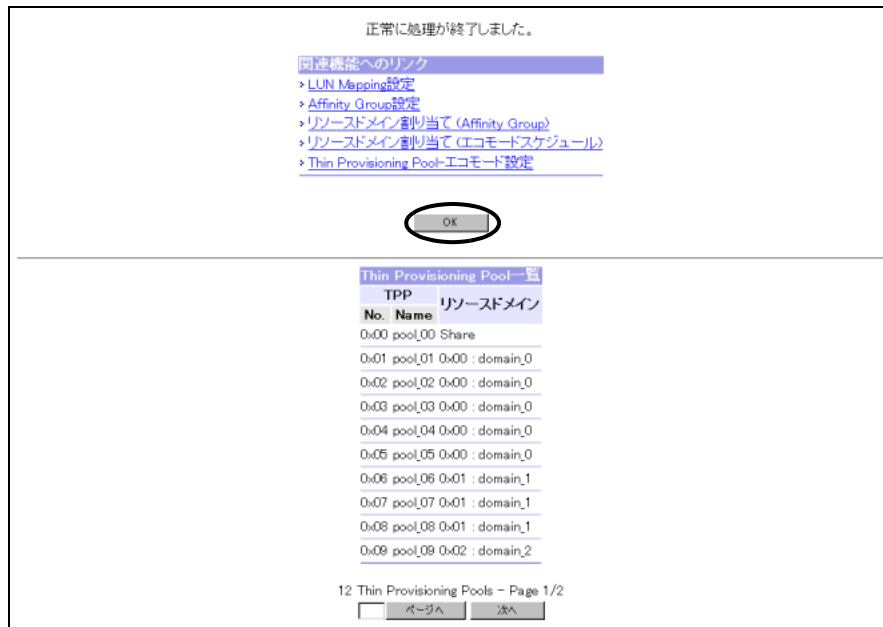 正常に処理が終了しました。
関連機能へのリンク
LUN Mapping設定
Affinity Group設定
リソースドメイン割り当て (Affinity Group)
リソースドメイン割り当て (エコモードスケジュール)
Thin Provisioning Pool-エコモード設定
OK
Thin Provisioning Pool一覧
TPP リソースドメイン
No. Name
0x00 pool_00 Share
0x01 pool_01 0x00 : domain_0
0x02 pool_02 0x00 : domain_0
0x03 pool_03 0x00 : domain_0
0x04 pool_04 0x00 : domain_0
0x05 pool_05 0x00 : domain_0
0x06 pool_06 0x01 : domain_1
0x07 pool_07 0x01 : domain_1
0x08 pool_08 0x01 : domain_1
0x09 pool_09 0x02 : domain_2
12 Thin Provisioning Pools - Page 1/2
ページへ 次へ